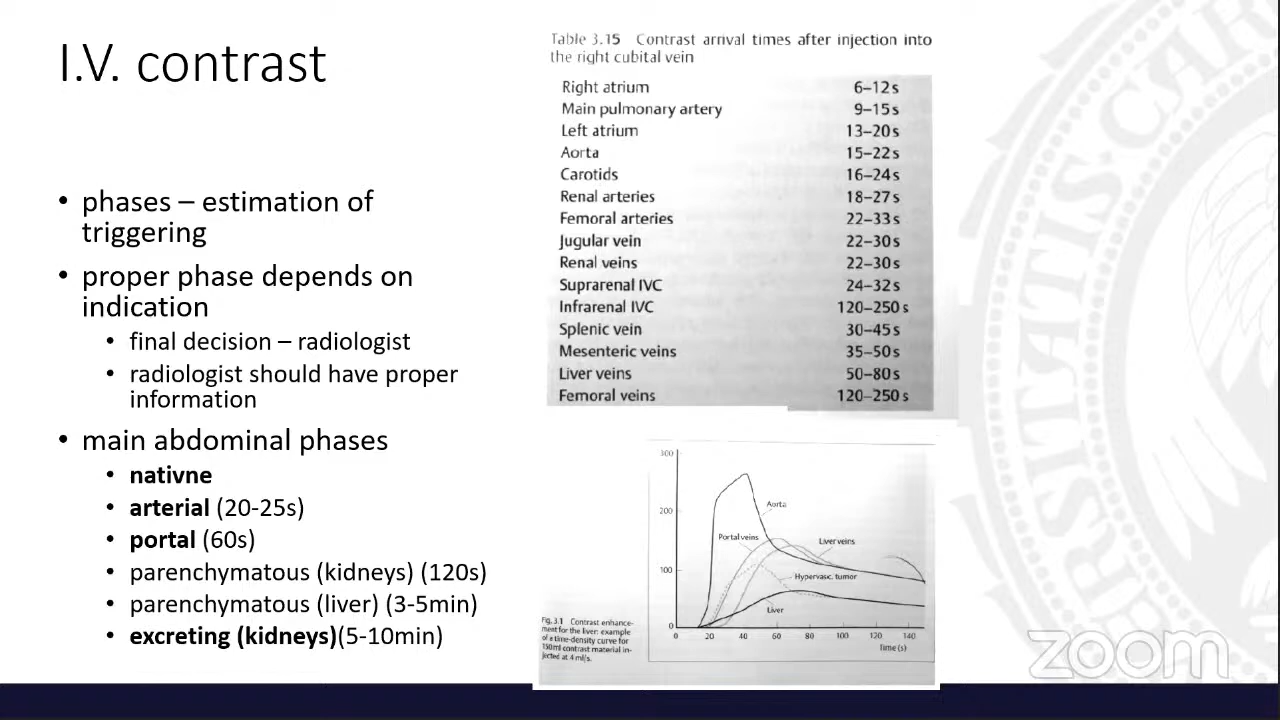 I.V. contrast
• phases – estimation of
triggering
• proper phase depends on
indication
• final decision – radiologist
• radiologist should have proper
information
• main abdominal phases
• nativne
• arterial (20-25s)
• portal (60s)
• parenchymatous (kidneys) (120s)
• parenchymatous (liver) (3-5min)
• excreting (kidneys)(5-10min)
Table 3.15 Contrast arrival times after injection into
the right cubital vein
Right atrium 6–12 s
Main pulmonary artery 9–15 s
Left atrium 13–20 s
Aorta 15–22 s
Carotids 16–24 s
Renal arteries 18–27 s
Femoral arteries 22–33 s
Jugular vein 22–30 s
Renal veins 22–30 s
Suprarenal IVC 24–32 s
Infrarenal IVC 120–250 s
Splenic vein 30–45 s
Mesenteric veins 35–50 s
Liver veins 50–80 s
Femoral veins 120–250 s
300
200
100
0
Aorta
Portal veins
Liver veins
Hypervasc. tumor
Liver
0 20 40 60 80 100 120 140
Time (s)
Fig. 3.1 Contrast enhance-
ment for the liver: example
of a time-density curve for
150 ml contrast material in-
jected at 4 ml/s.
RSITATIS CAR
zoom